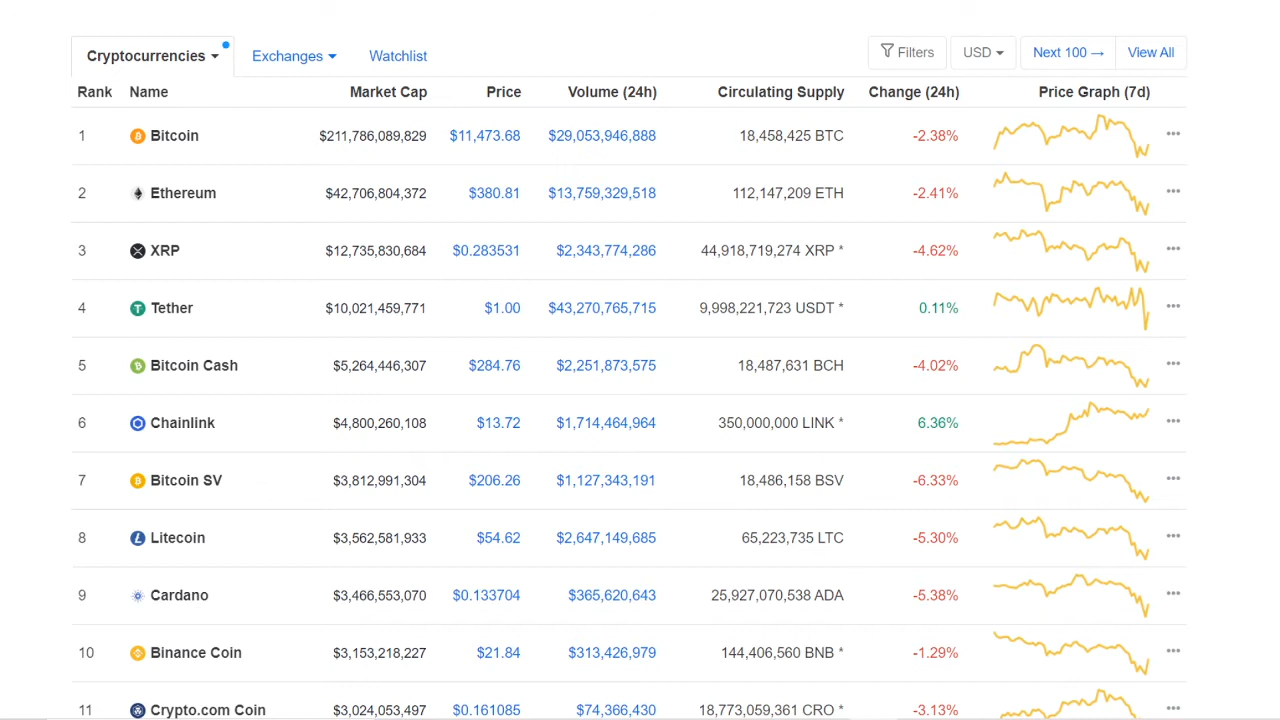 Cryptocurrencies Exchanges Watchlist Filters USD Next 100 → View All
Rank Name Market Cap Price Volume (24h) Circulating Supply Change (24h) Price Graph (7d)
1 Bitcoin $211,786,089,829 $11,473.68 $29,053,946,888 18,458,425 BTC -2.38%
2 Ethereum $42,706,804,372 $380.81 $13,759,329,518 112,147,209 ETH -2.41%
3 XRP $12,735,830,684 $0.283531 $2,343,774,286 44,918,719,274 XRP * -4.62%
4 Tether $10,021,459,771 $1.00 $43,270,765,715 9,998,221,723 USDT * 0.11%
5 Bitcoin Cash $5,264,446,307 $284.76 $2,251,873,575 18,487,631 BCH -4.02%
6 Chainlink $4,800,260,108 $13.72 $1,714,464,964 350,000,000 LINK * 6.36%
7 Bitcoin SV $3,812,991,304 $206.26 $1,127,343,191 18,486,158 BSV -6.33%
8 Litecoin $3,562,581,933 $54.62 $2,647,149,685 65,223,735 LTC -5.30%
9 Cardano $3,466,553,070 $0.133704 $365,620,643 25,927,070,538 ADA -5.38%
10 Binance Coin $3,153,218,227 $21.84 $313,426,979 144,406,560 BNB * -1.29%
11 Crypto.com Coin $3,024,053,497 $0.161085 $74,366,430 18,773,059,361 CRO * -3.13%